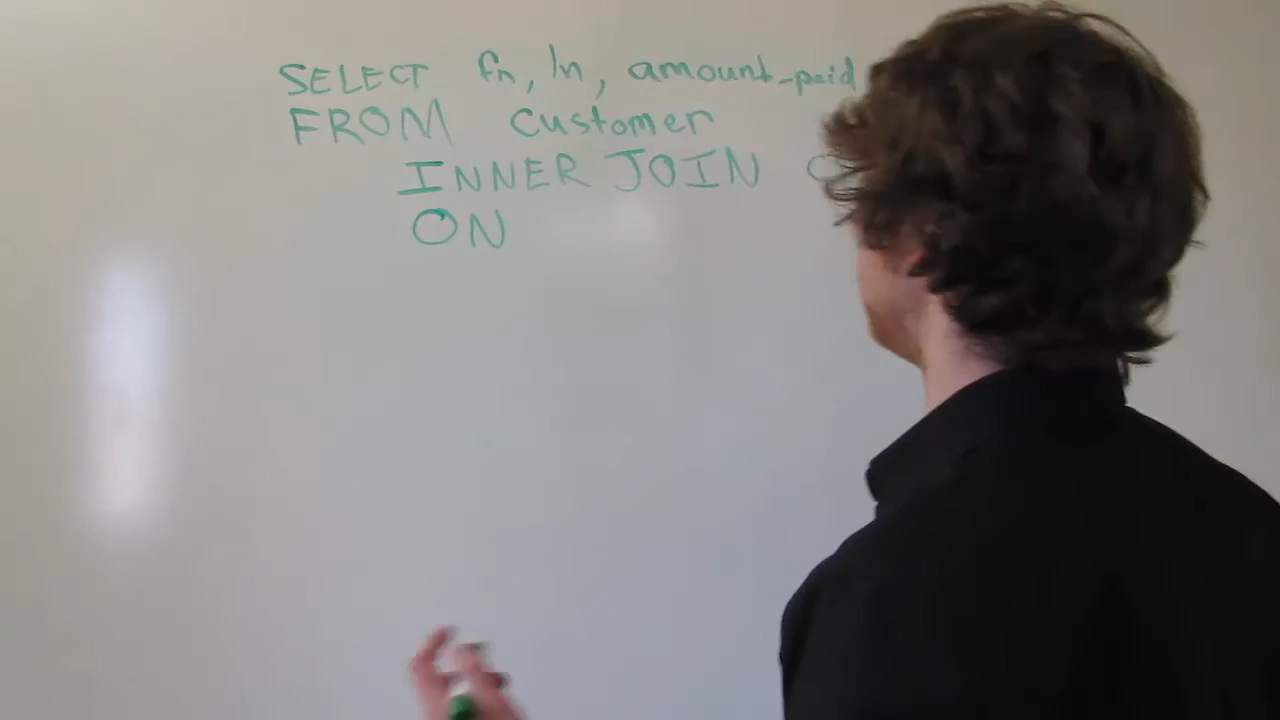 SELECT fn, ln, amount_paid
FROM customer
INNER JOIN
ON